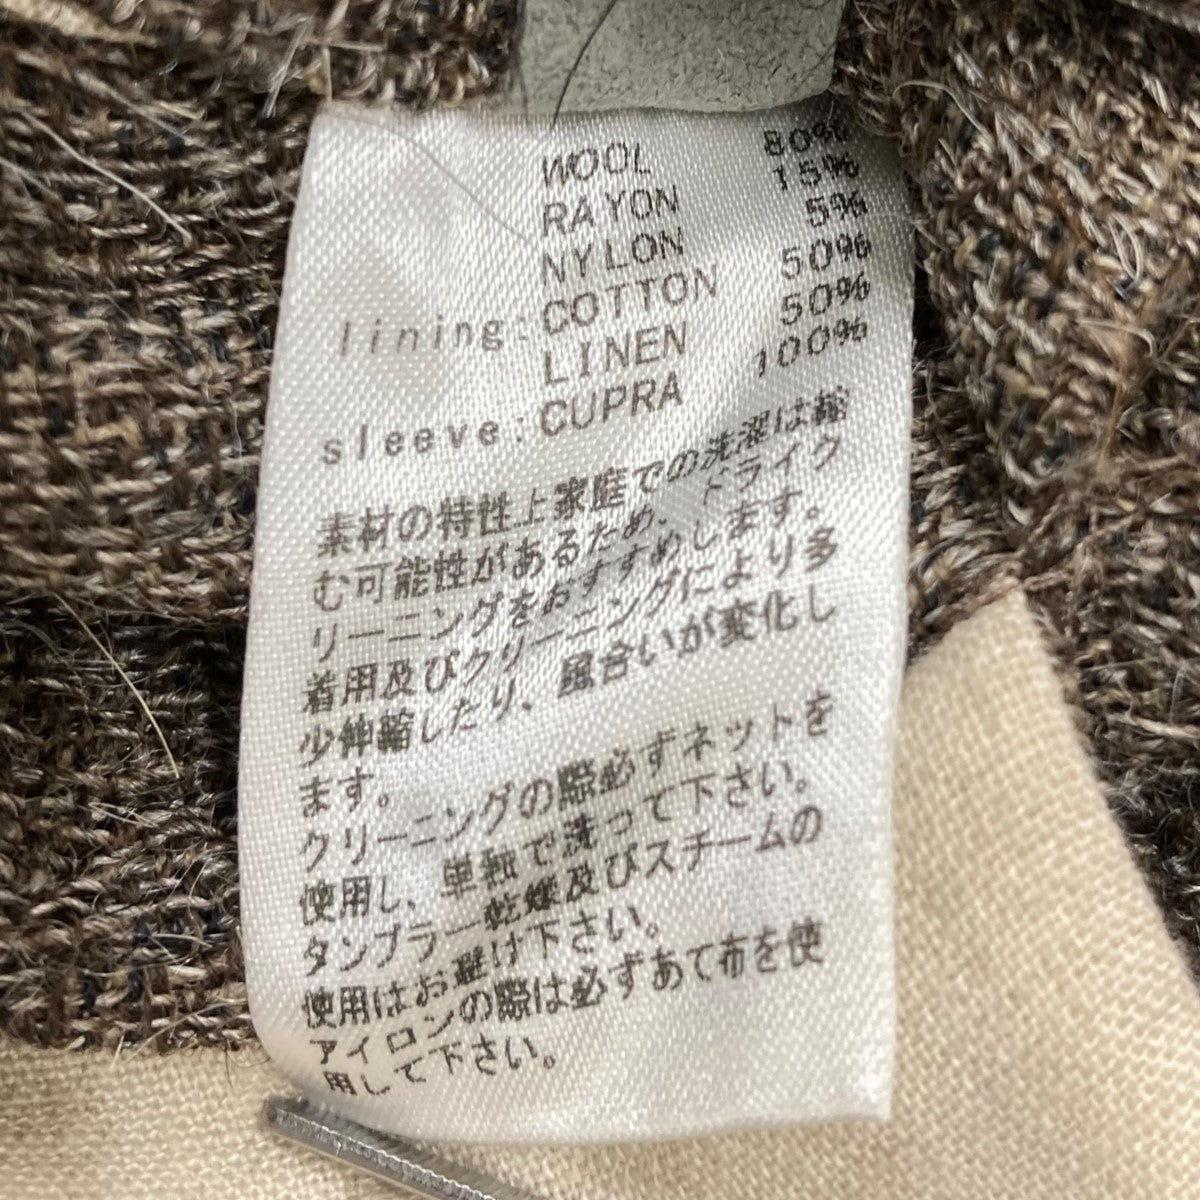 WOOL 80%
RAYON 15%
NYLON 5%
lining:COTTON 50%
LINEN 50%
sleeve:CUPRA 100%
素材の特性上家庭での洗濯は縮
む可能性があるため、ドライク
リーニングをおすすめします。
着用及びクリーニングにより多
少伸縮したり、風合いが変化し
ます。
クリーニングの際必ずネットを
使用し、単独で洗って下さい。
タンブラー乾燥及びスチームの
使用はお避け下さい。
アイロンの際は必ずあて布を使
用して下さい。